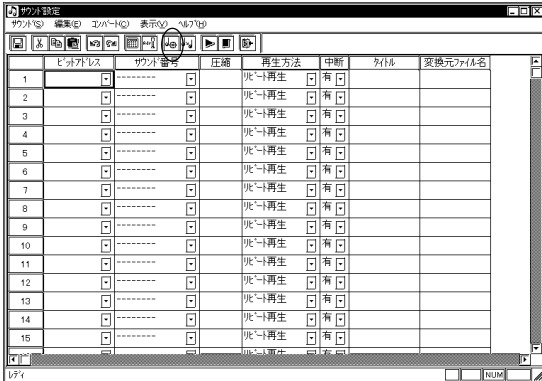 サウンド設定
サウンド(S) 編集(E) コンバート(C) 表示(V) ヘルプ(H)
ビットアドレス サウンド番号 圧縮 再生方法 中断 タイトル 変換元ファイル名
1 -------- リピート再生 有
2 -------- リピート再生 有
3 -------- リピート再生 有
4 -------- リピート再生 有
5 -------- リピート再生 有
6 -------- リピート再生 有
7 -------- リピート再生 有
8 -------- リピート再生 有
9 -------- リピート再生 有
10 -------- リピート再生 有
11 -------- リピート再生 有
12 -------- リピート再生 有
13 -------- リピート再生 有
14 -------- リピート再生 有
15 -------- リピート再生 有
レディ NUM